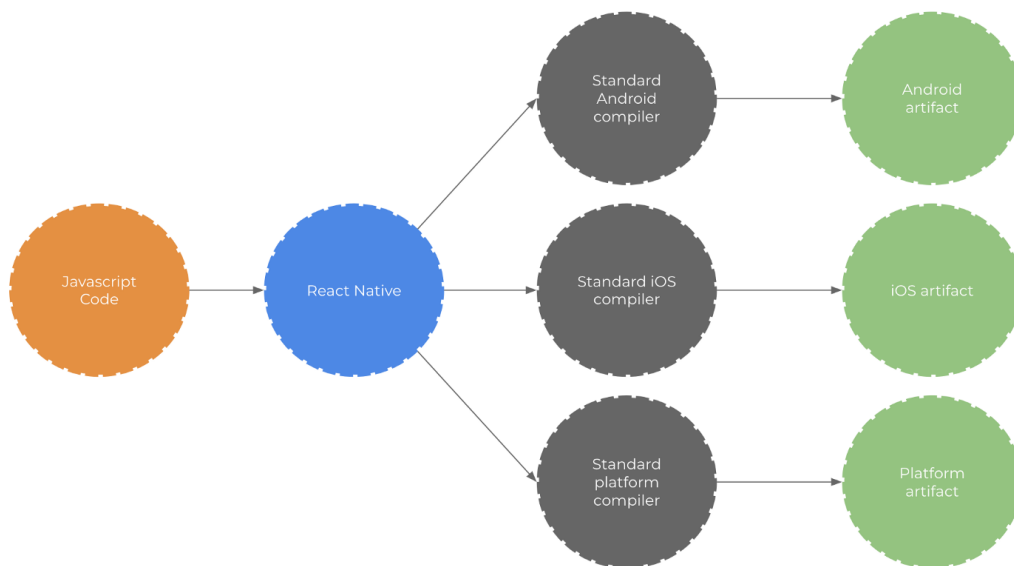 Standard
Android
compiler
Android
artifact
Javascript
Code
React Native
Standard iOS
compiler
iOS artifact
Standard
platform
compiler
Platform
artifact